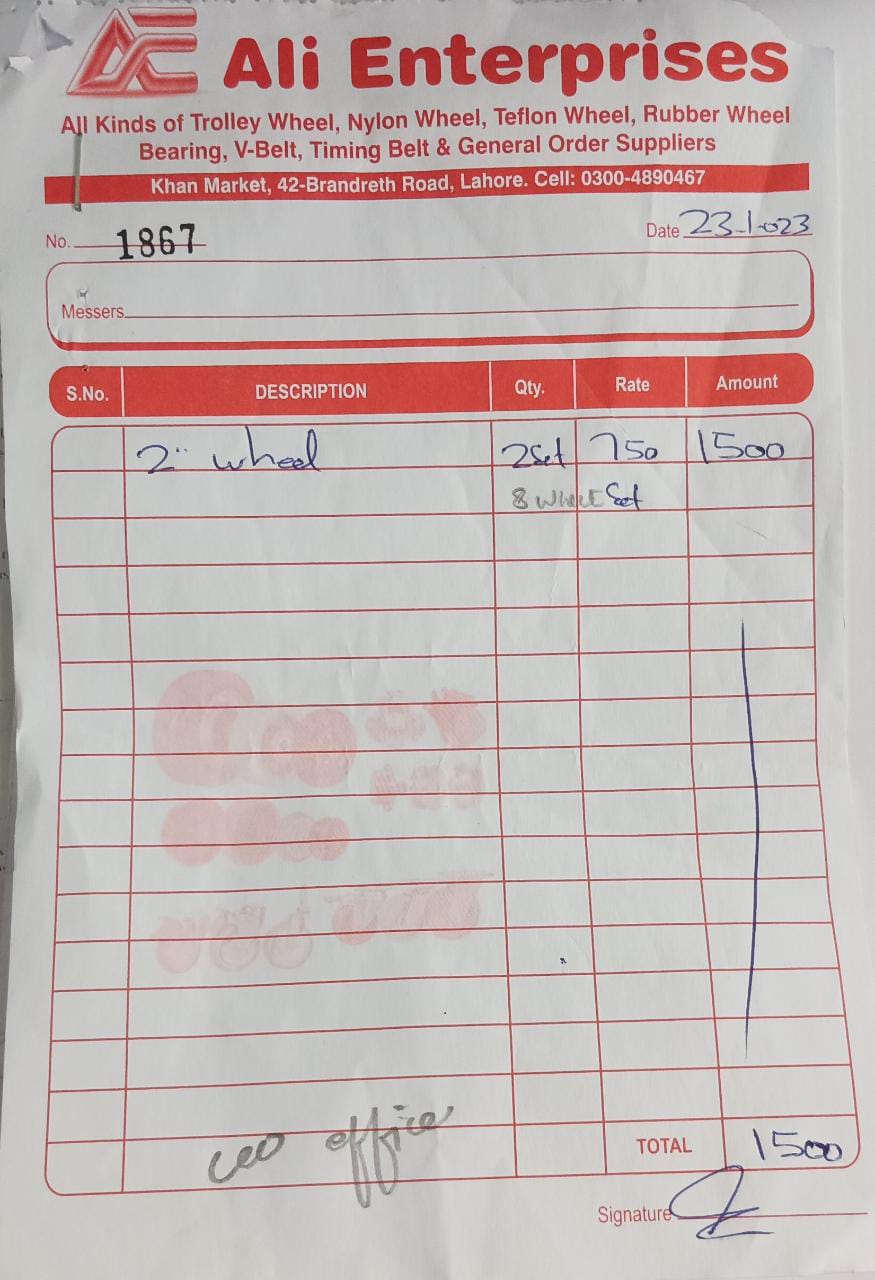 AE Ali Enterprises
All Kinds of Trolley Wheel, Nylon Wheel, Teflon Wheel, Rubber Wheel
Bearing, V-Belt, Timing Belt & General Order Suppliers
Khan Market, 42-Brandreth Road, Lahore. Cell: 0300-4890467
No. 1867 Date 23-1-023
Messers
S.No. DESCRIPTION Qty. Rate Amount
2" wheel 2Set 750 1500
8 wheel Set
ceo office
TOTAL 1500
Signature